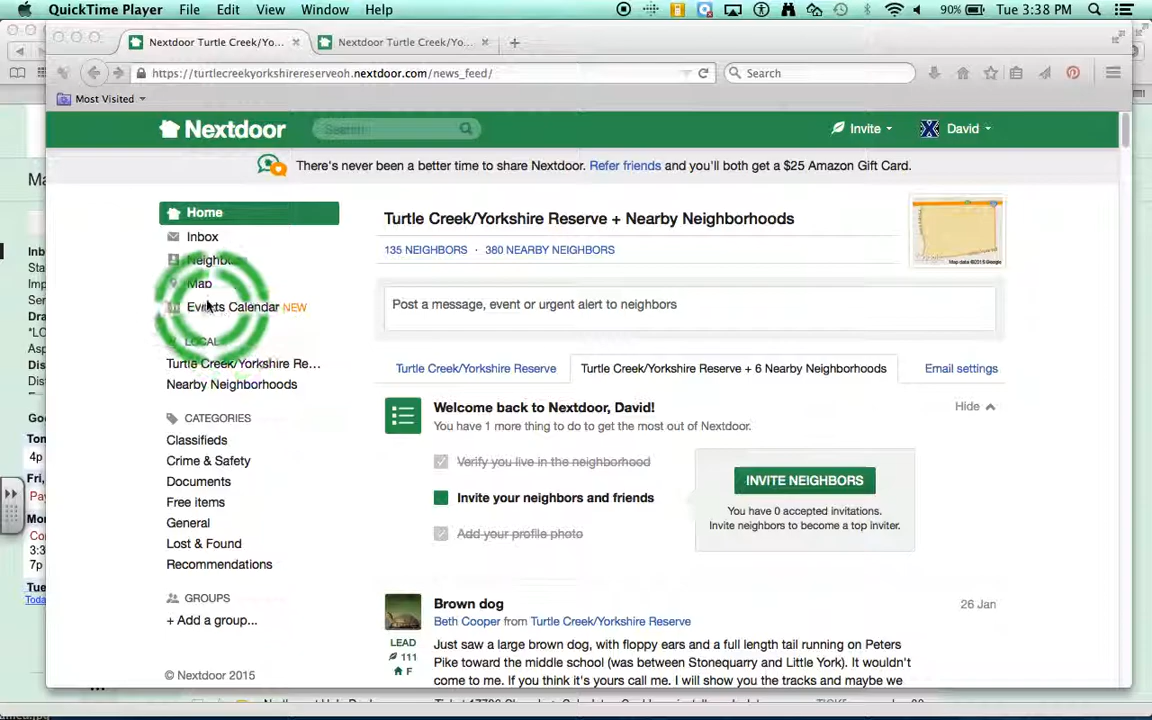 QuickTime Player File Edit View Window Help 90% Tue 3:38 PM
Nextdoor Turtle Creek/Yo... Nextdoor Turtle Creek/Yo...
https://turtlecreekyorkshirereserveoh.nextdoor.com/news_feed/ Search
Most Visited
Nextdoor Search Invite David
There's never been a better time to share Nextdoor. Refer friends and you'll both get a $25 Amazon Gift Card.
Home
Inbox
Map
Events Calendar NEW
LOCAL
Turtle Creek/Yorkshire Re...
Nearby Neighborhoods
CATEGORIES
Classifieds
Crime & Safety
Documents
Free items
General
Lost & Found
Recommendations
GROUPS
+ Add a group...
© Nextdoor 2015
Turtle Creek/Yorkshire Reserve + Nearby Neighborhoods
135 NEIGHBORS · 380 NEARBY NEIGHBORS
Map data ©2015 Google
Post a message, event or urgent alert to neighbors
Turtle Creek/Yorkshire Reserve Turtle Creek/Yorkshire Reserve + 6 Nearby Neighborhoods Email settings
Welcome back to Nextdoor, David! Hide
You have 1 more thing to do to get the most out of Nextdoor.
Verify you live in the neighborhood
Invite your neighbors and friends
Add your profile photo
INVITE NEIGHBORS
You have 0 accepted invitations.
Invite neighbors to become a top inviter.
Brown dog 26 Jan
Beth Cooper from Turtle Creek/Yorkshire Reserve
LEAD
111
F
Just saw a large brown dog, with floppy ears and a full length tail running on Peters
Pike toward the middle school (was between Stonequarry and Little York). It wouldn't
come to me. If you think it's yours call me. I will show you the tracks and maybe we